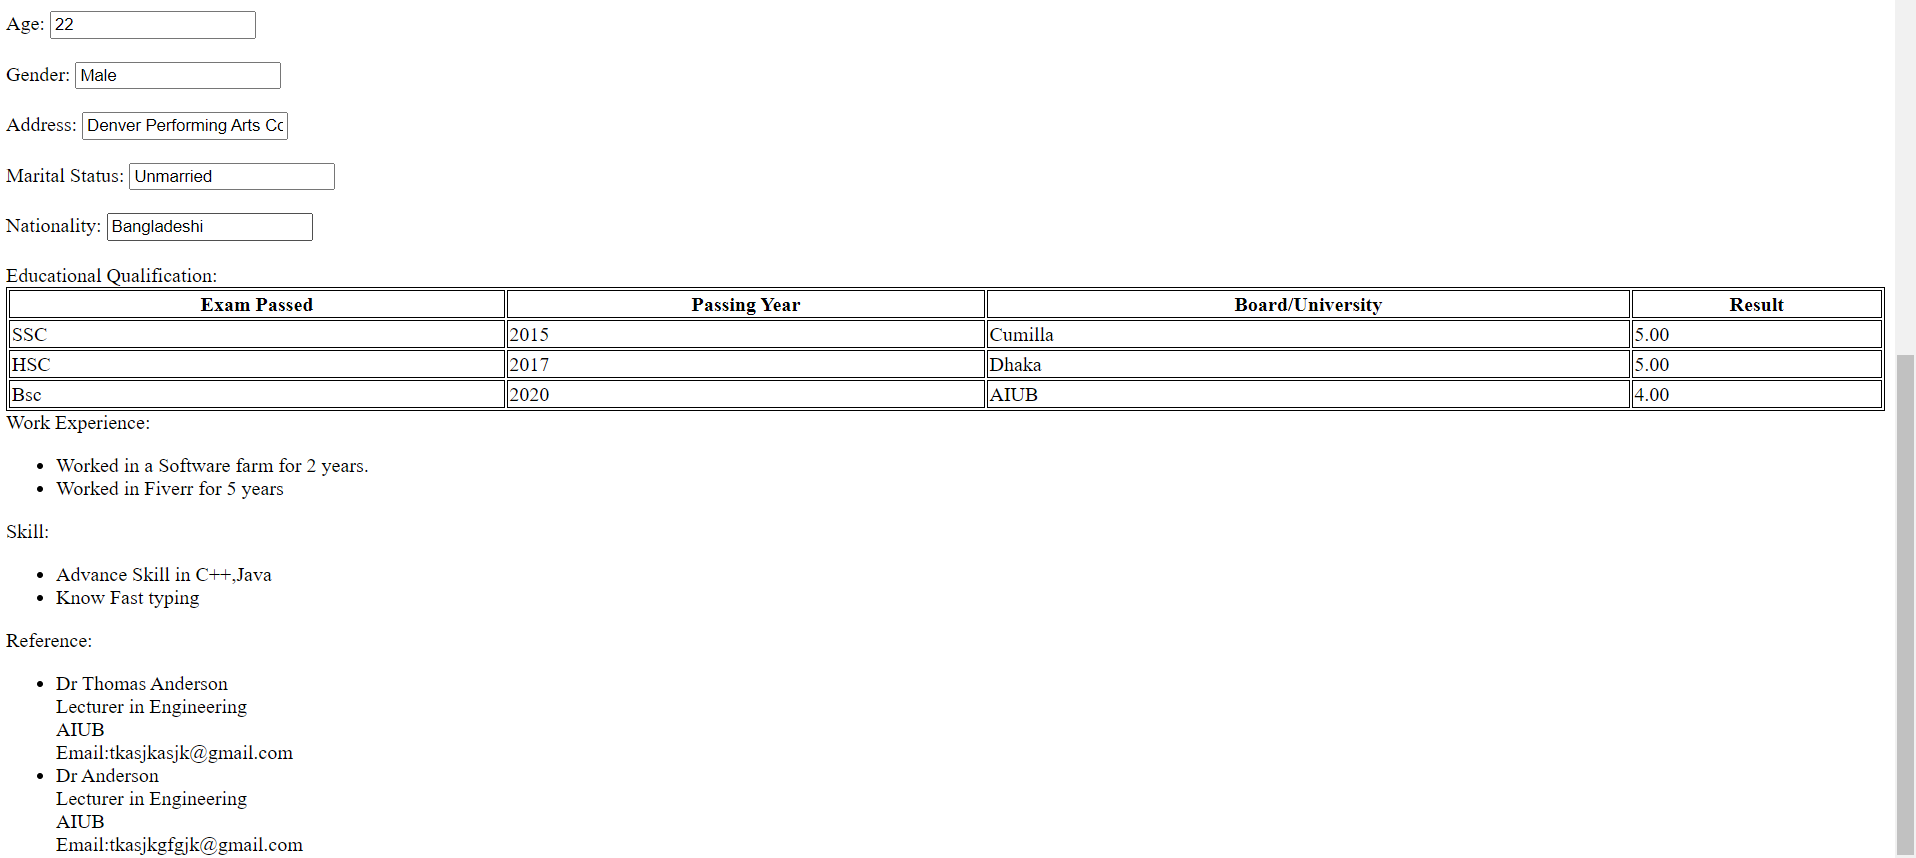 Age: 22
Gender: Male
Address: Denver Performing Arts Cc
Marital Status: Unmarried
Nationality: Bangladeshi
Educational Qualification:
Exam Passed Passing Year Board/University Result
SSC 2015 Cumilla 5.00
HSC 2017 Dhaka 5.00
Bsc 2020 AIUB 4.00
Work Experience:
• Worked in a Software farm for 2 years.
• Worked in Fiverr for 5 years
Skill:
• Advance Skill in C++,Java
• Know Fast typing
Reference:
• Dr Thomas Anderson
Lecturer in Engineering
AIUB
Email:tkasjkasjk@gmail.com
• Dr Anderson
Lecturer in Engineering
AIUB
Email:tkasjkgfgjk@gmail.com